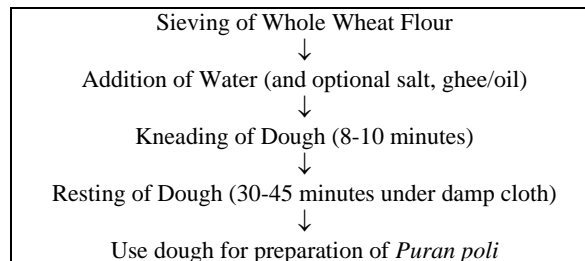 Sieving of Whole Wheat Flour
↓
Addition of Water (and optional salt, ghee/oil)
↓
Kneading of Dough (8-10 minutes)
↓
Resting of Dough (30-45 minutes under damp cloth)
↓
Use dough for preparation of Puran poli